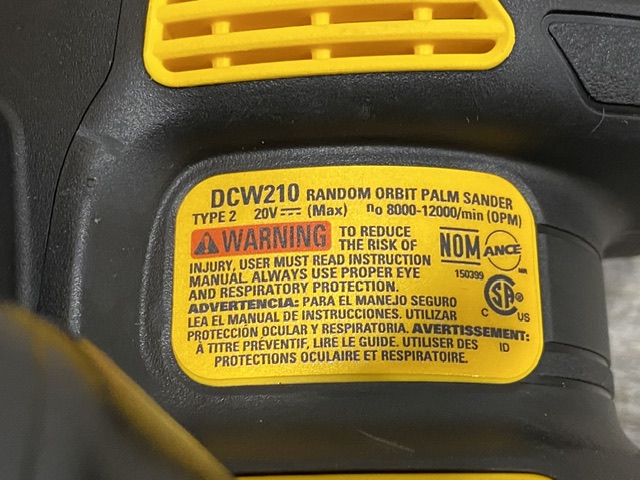 DCW210 RANDOM ORBIT PALM SANDER
TYPE 2 20V ⎓ (Max) no 8000-12000/min (OPM)
⚠WARNING TO REDUCE
THE RISK OF
INJURY, USER MUST READ INSTRUCTION
MANUAL. ALWAYS USE PROPER EYE
AND RESPIRATORY PROTECTION.
ADVERTENCIA: PARA EL MANEJO SEGURO
LEA EL MANUAL DE INSTRUCCIONES. UTILIZAR
PROTECCIÓN OCULAR Y RESPIRATORIA. AVERTISSEMENT:
À TITRE PRÉVENTIF, LIRE LE GUIDE. UTILISER DES
PROTECTIONS OCULAIRE ET RESPIRATOIRE.
NOM ANCE
MR
150399
CSA ®
C US
ID